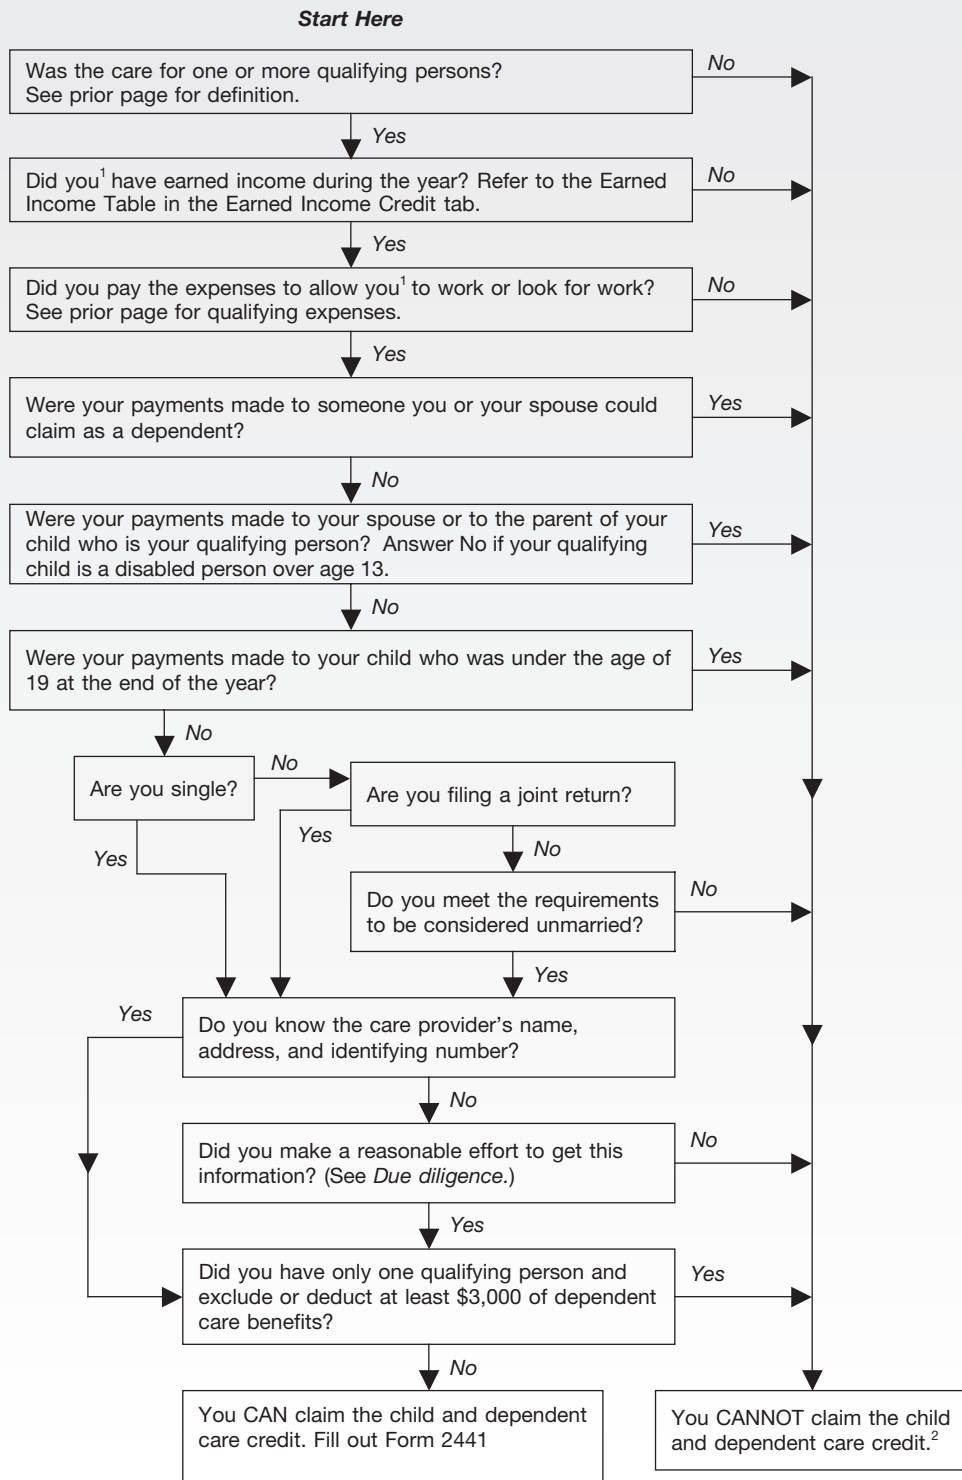 Start Here
Was the care for one or more qualifying persons?
See prior page for definition.
No
Yes
Did you1 have earned income during the year? Refer to the Earned
Income Table in the Earned Income Credit tab.
No
Yes
Did you pay the expenses to allow you1 to work or look for work?
See prior page for qualifying expenses.
No
Yes
Were your payments made to someone you or your spouse could
claim as a dependent?
Yes
No
Were your payments made to your spouse or to the parent of your
child who is your qualifying person? Answer No if your qualifying
child is a disabled person over age 13.
Yes
No
Were your payments made to your child who was under the age of
19 at the end of the year?
Yes
No
Are you single?
No
Are you filing a joint return?
Yes
Yes
No
Do you meet the requirements
to be considered unmarried?
No
Yes
Yes
Do you know the care provider's name,
address, and identifying number?
No
Did you make a reasonable effort to get this
information? (See Due diligence.)
No
Yes
Did you have only one qualifying person and
exclude or deduct at least $3,000 of dependent
care benefits?
Yes
No
You CAN claim the child and dependent
care credit. Fill out Form 2441
You CANNOT claim the child
and dependent care credit.2